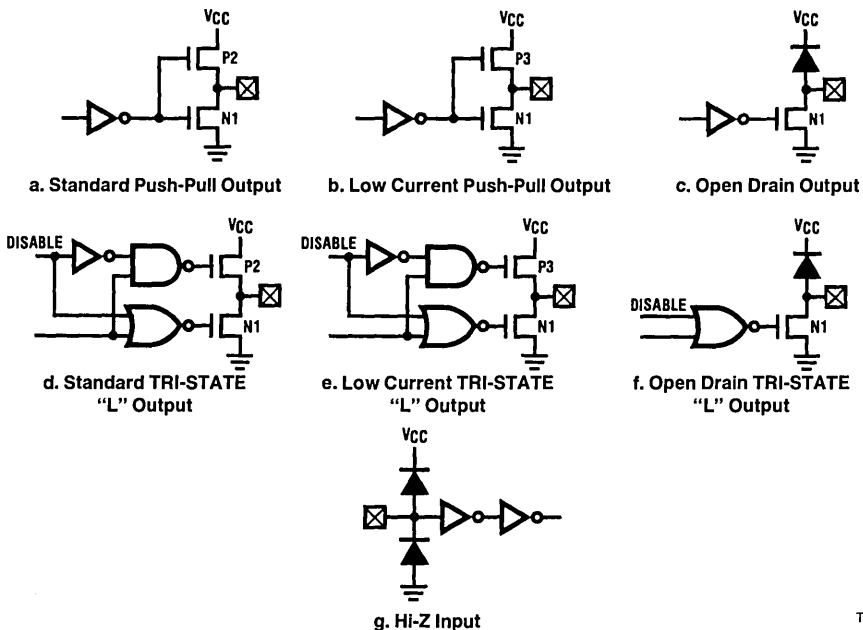 VCC
P2
N1
a. Standard Push-Pull Output
VCC
P3
N1
b. Low Current Push-Pull Output
VCC
N1
c. Open Drain Output
DISABLE
VCC
P2
N1
d. Standard TRI-STATE
“L” Output
DISABLE
VCC
P3
N1
e. Low Current TRI-STATE
“L” Output
DISABLE
VCC
N1
f. Open Drain TRI-STATE
“L” Output
VCC
g. Hi-Z Input
T